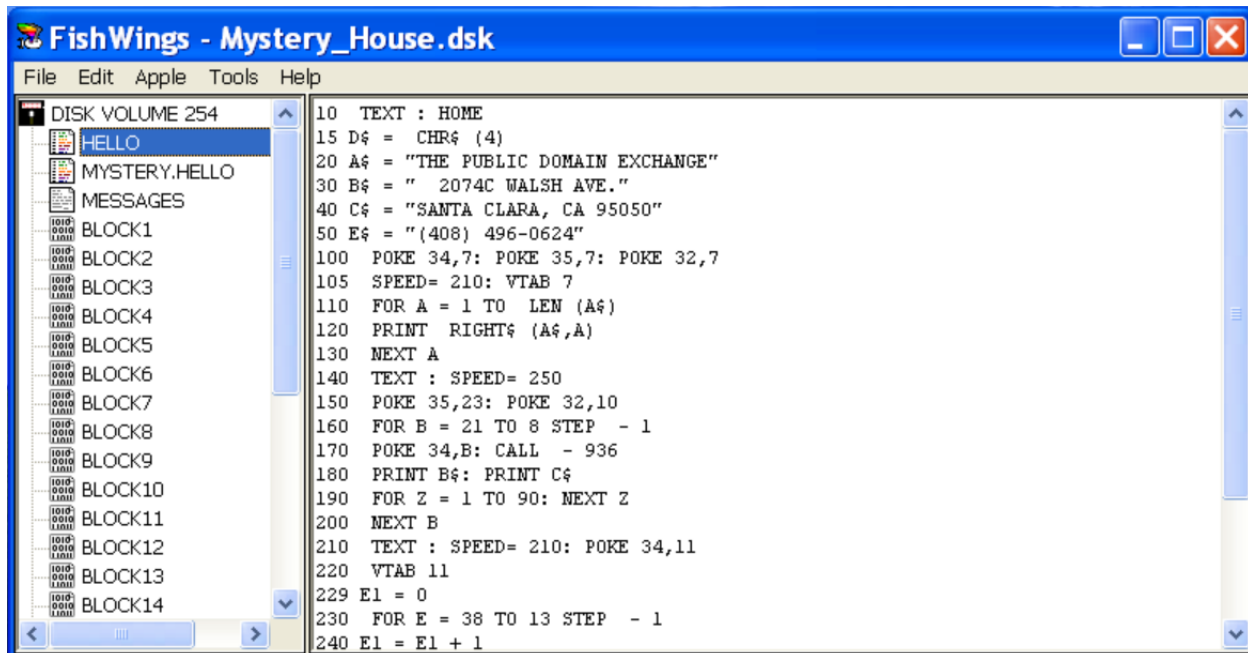 FishWings - Mystery_House.dsk
File Edit Apple Tools Help
DISK VOLUME 254
HELLO
MYSTERY.HELLO
MESSAGES
BLOCK1
BLOCK2
BLOCK3
BLOCK4
BLOCK5
BLOCK6
BLOCK7
BLOCK8
BLOCK9
BLOCK10
BLOCK11
BLOCK12
BLOCK13
BLOCK14
10  TEXT : HOME
15 D$ =  CHR$ (4)
20 A$ = "THE PUBLIC DOMAIN EXCHANGE"
30 B$ = "  2074C WALSH AVE."
40 C$ = "SANTA CLARA, CA 95050"
50 E$ = "(408) 496-0624"
100  POKE 34,7: POKE 35,7: POKE 32,7
105  SPEED= 210: VTAB 7
110  FOR A = 1 TO  LEN (A$)
120  PRINT  RIGHT$ (A$,A)
130  NEXT A
140  TEXT : SPEED= 250
150  POKE 35,23: POKE 32,10
160  FOR B = 21 TO 8 STEP  - 1
170  POKE 34,B: CALL  - 936
180  PRINT B$: PRINT C$
190  FOR Z = 1 TO 90: NEXT Z
200  NEXT B
210  TEXT : SPEED= 210: POKE 34,11
220  VTAB 11
229 E1 = 0
230  FOR E = 38 TO 13 STEP  - 1
240 E1 = E1 + 1